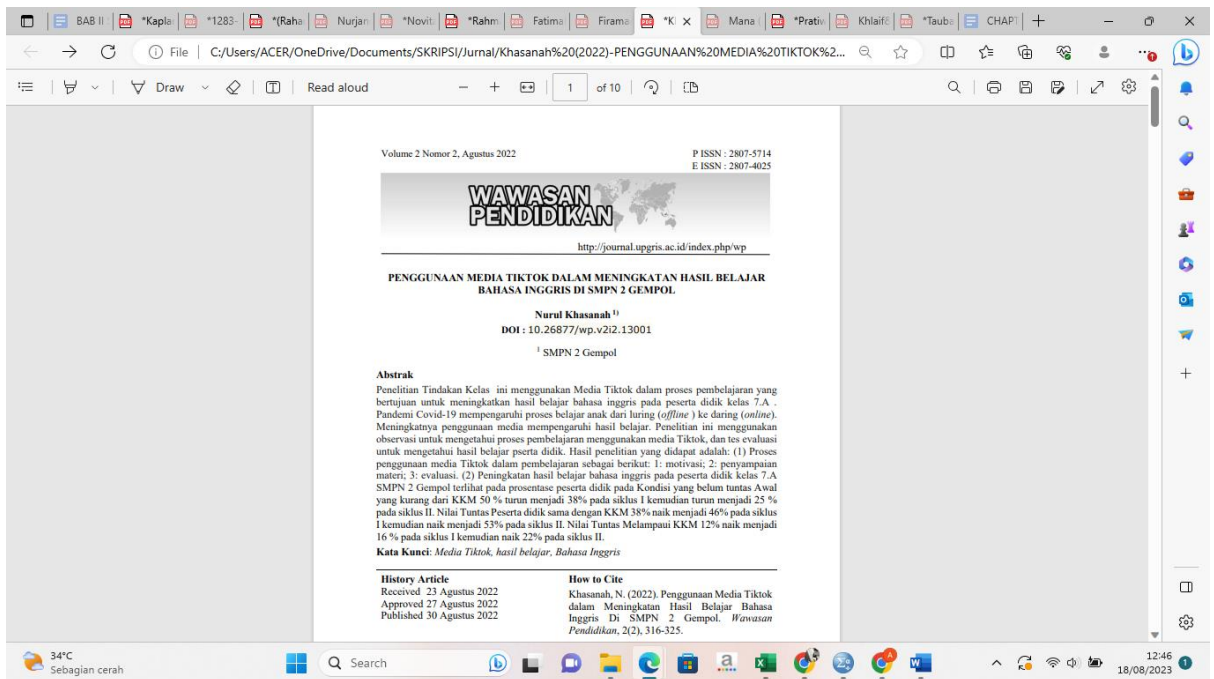 BAB II
*Kapla
*1283-
*(Raha
Nurjan
*Novit
*Rahm
Fatima
Firama
*Kl
Mana (
*Prativ
Khlaifé
*Tauba
CHAPT
File
C:/Users/ACER/OneDrive/Documents/SKRIPSI/Jurnal/Khasanah%20(2022)-PENGGUNAAN%20MEDIA%20TIKTOK%2...
Draw
Read aloud
1 of 10
Volume 2 Nomor 2, Agustus 2022
P ISSN : 2807-5714
E ISSN : 2807-4025
WAWASAN
PENDIDIKAN
http://journal.upgris.ac.id/index.php/wp
PENGGUNAAN MEDIA TIKTOK DALAM MENINGKATAN HASIL BELAJAR
BAHASA INGGRIS DI SMPN 2 GEMPOL
Nurul Khasanah 1)
DOI : 10.26877/wp.v2i2.13001
1 SMPN 2 Gempol
Abstrak
Penelitian Tindakan Kelas ini menggunakan Media Tiktok dalam proses pembelajaran yang
bertujuan untuk meningkatkan hasil belajar bahasa inggris pada peserta didik kelas 7.A .
Pandemi Covid-19 mempengaruhi proses belajar anak dari luring (offline ) ke daring (online).
Meningkatnya penggunaan media mempengaruhi hasil belajar. Penelitian ini menggunakan
observasi untuk mengetahui proses pembelajaran menggunakan media Tiktok, dan tes evaluasi
untuk mengetahui hasil belajar pserta didik. Hasil penelitian yang didapat adalah: (1) Proses
penggunaan media Tiktok dalam pembelajaran sebagai berikut: 1: motivasi; 2: penyampaian
materi; 3: evaluasi. (2) Peningkatan hasil belajar bahasa inggris pada peserta didik kelas 7.A
SMPN 2 Gempol terlihat pada prosentase peserta didik pada Kondisi yang belum tuntas Awal
yang kurang dari KKM 50 % turun menjadi 38% pada siklus I kemudian turun menjadi 25 %
pada siklus II. Nilai Tuntas Peserta didik sama dengan KKM 38% naik menjadi 46% pada siklus
I kemudian naik menjadi 53% pada siklus II. Nilai Tuntas Melampaui KKM 12% naik menjadi
16 % pada siklus I kemudian naik 22% pada siklus II.
Kata Kunci: Media Tiktok, hasil belajar, Bahasa Inggris
History Article
Received 23 Agustus 2022
Approved 27 Agustus 2022
Published 30 Agustus 2022
How to Cite
Khasanah, N. (2022). Penggunaan Media Tiktok
dalam Meningkatan Hasil Belajar Bahasa
Inggris Di SMPN 2 Gempol. Wawasan
Pendidikan, 2(2), 316-325.
34°C
Sebagian cerah
Search
12:46
18/08/2023
1